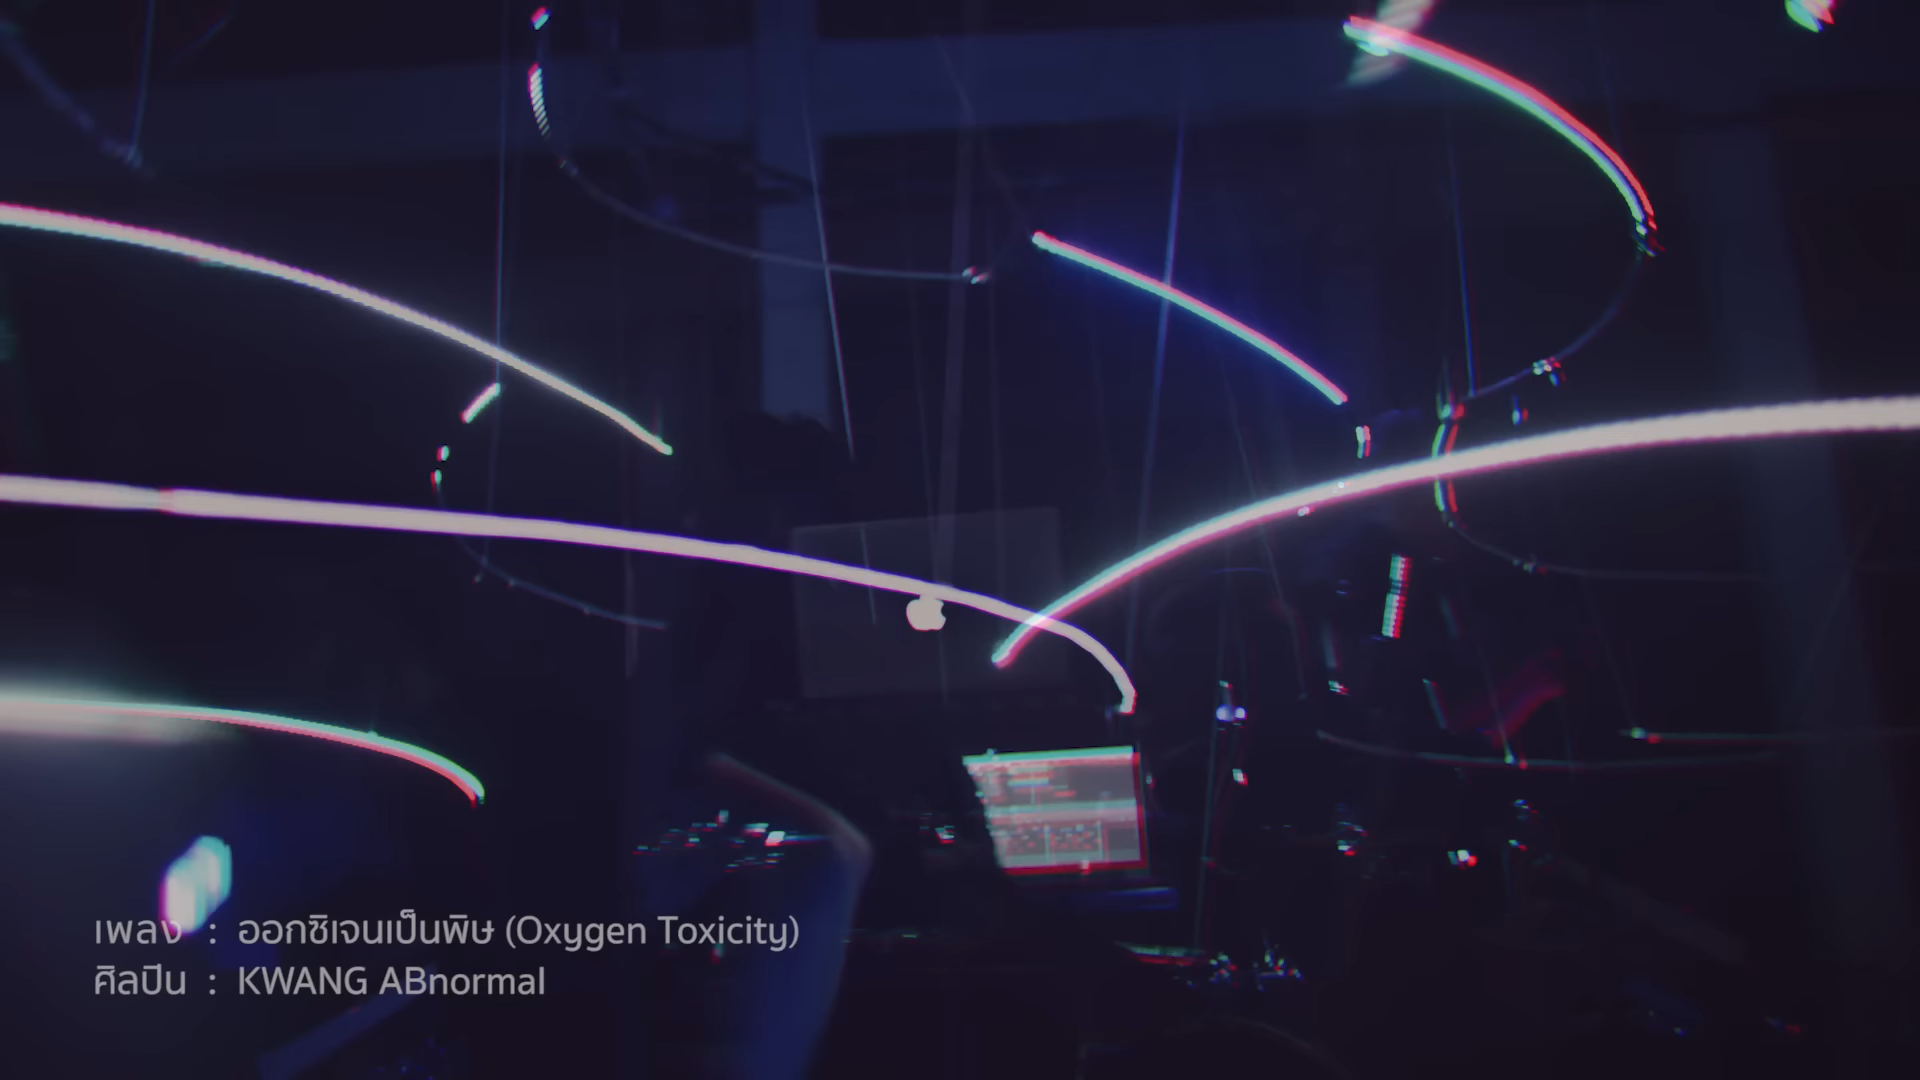 เพลง : ออกซิเจนเป็นพิษ (Oxygen Toxicity)
ศิลปิน : KWANG ABnormal